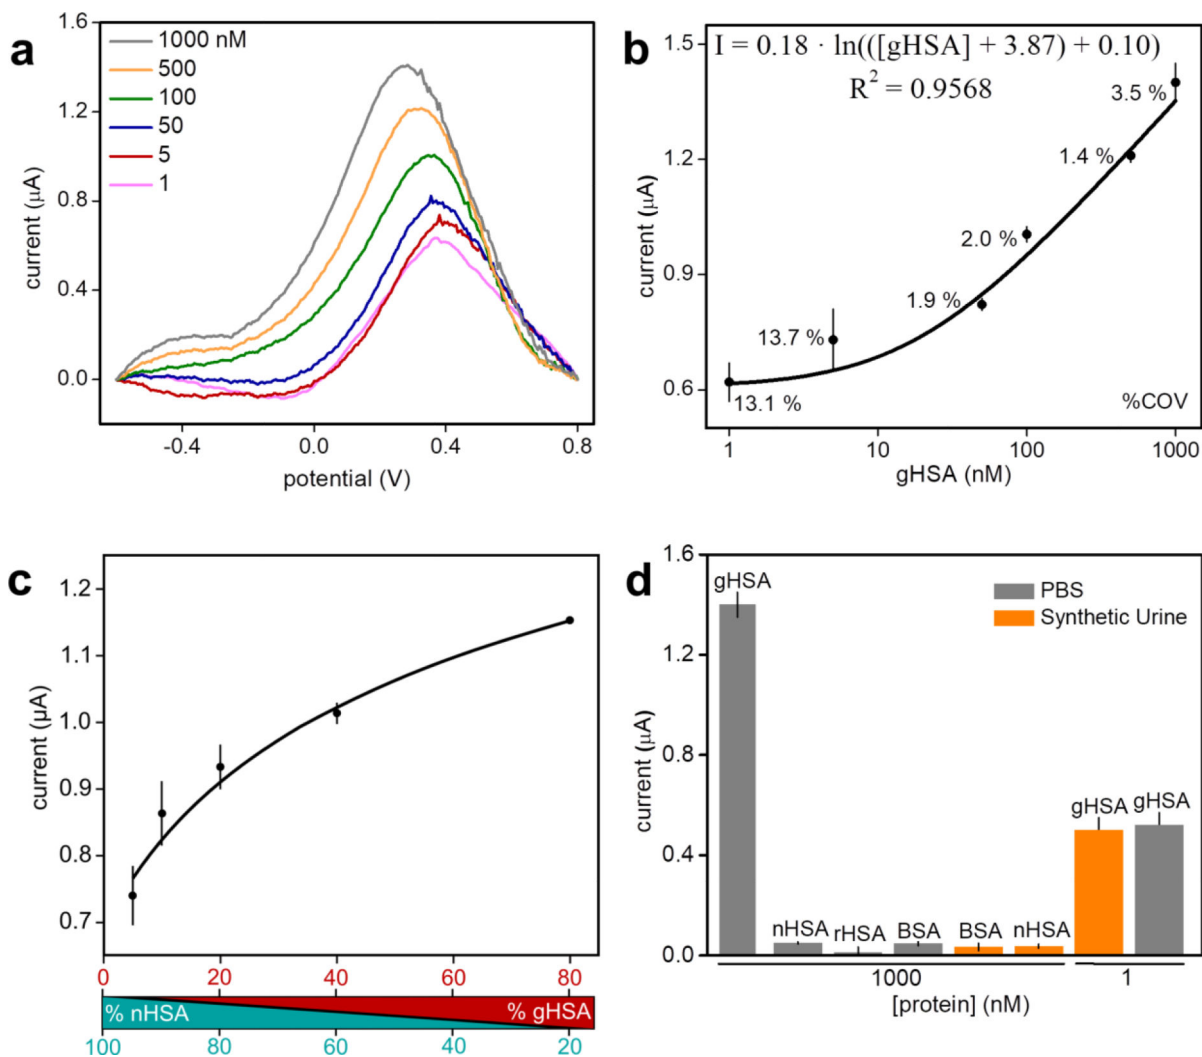 a
1000 nM
500
100
50
5
1
1.6
1.2
0.8
0.4
0.0
current (μA)
-0.4
0.0
0.4
0.8
potential (V)
b
I = 0.18 · ln(([gHSA] + 3.87) + 0.10)
R² = 0.9568
1.5
1.2
0.9
0.6
current (μA)
3.5 %
1.4 %
2.0 %
1.9 %
13.7 %
13.1 %
%COV
1
10
100
1000
gHSA (nM)
c
1.2
1.1
1.0
0.9
0.8
0.7
current (μA)
0
20
40
60
80
% nHSA
% gHSA
100
80
60
40
20
d
1.6
1.2
0.8
0.4
0.0
current (μA)
PBS
Synthetic Urine
gHSA
nHSA
rHSA
BSA
BSA
nHSA
gHSA
gHSA
1000
1
[protein] (nM)